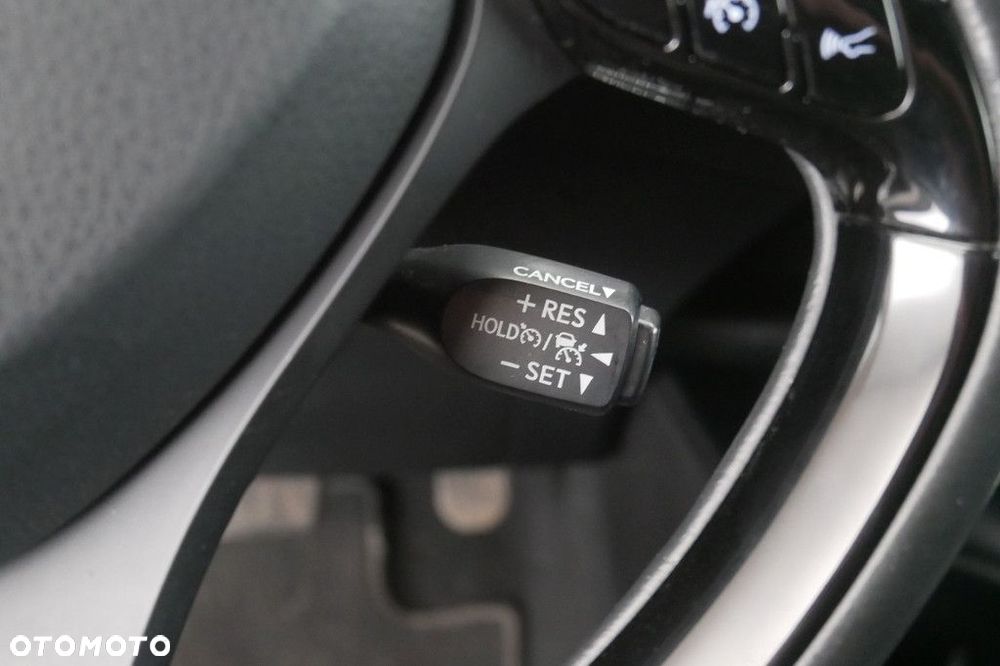 CANCEL▼
+ RES ▲
HOLD / ◄
− SET ▼
OTOMOTO